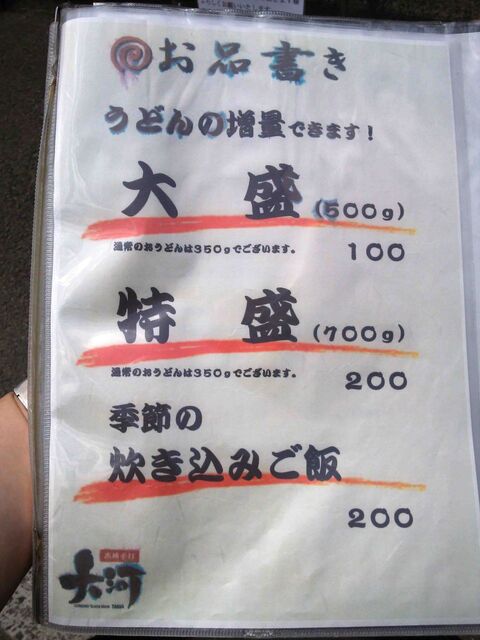 お品書き
うどんの増量できます！
大盛(500g)
通常のおうどんは350gでございます。 100
特盛(700g)
通常のおうどんは350gでございます。 200
季節の
炊き込みご飯
200
大河